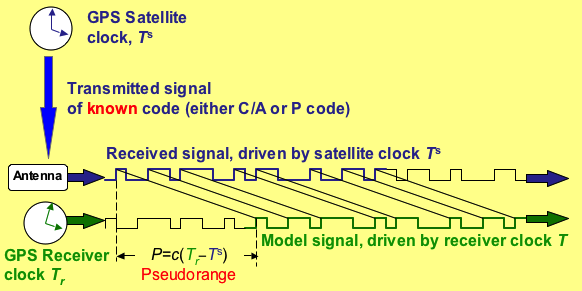 GPS Satellite
clock, Tˢ
Transmitted signal
of known code (either C/A or P code)
Received signal, driven by satellite clock Tˢ
Antenna
Model signal, driven by receiver clock T
GPS Receiver
clock Tᵣ
P=c(Tᵣ–Tˢ)
Pseudorange